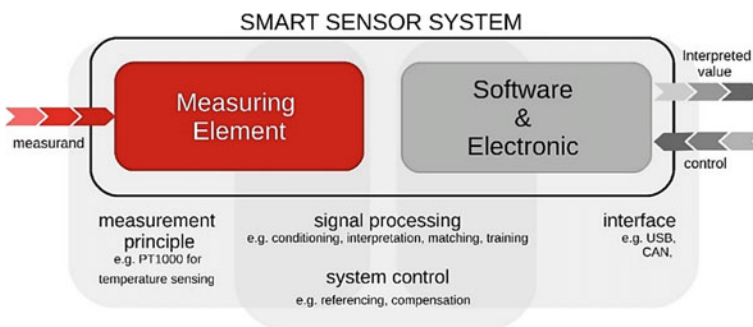 SMART SENSOR SYSTEM
Interpreted
value
Measuring
Element
Software
&
Electronic
measurand
control
measurement
principle
e.g. PT1000 for
temperature sensing
signal processing
e.g. conditioning, interpretation, matching, training
system control
e.g. referencing, compensation
interface
e.g. USB,
CAN,